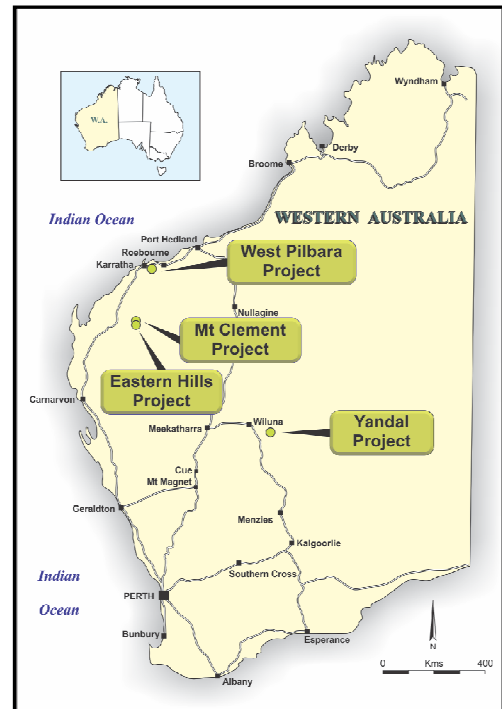 W.A.
Wyndham
Derby
Broome
Indian Ocean
WESTERN AUSTRALIA
Port Hedland
Roebourne
Karratha
West Pilbara
Project
Nullagine
Mt Clement
Project
Eastern Hills
Project
Carnarvon
Meekatharra
Wiluna
Yandal
Project
Cue
Mt Magnet
Geraldton
Menzies
Kalgoorlie
Southern Cross
Indian
Ocean
PERTH
Bunbury
Esperance
Albany
N
0 Kms 400